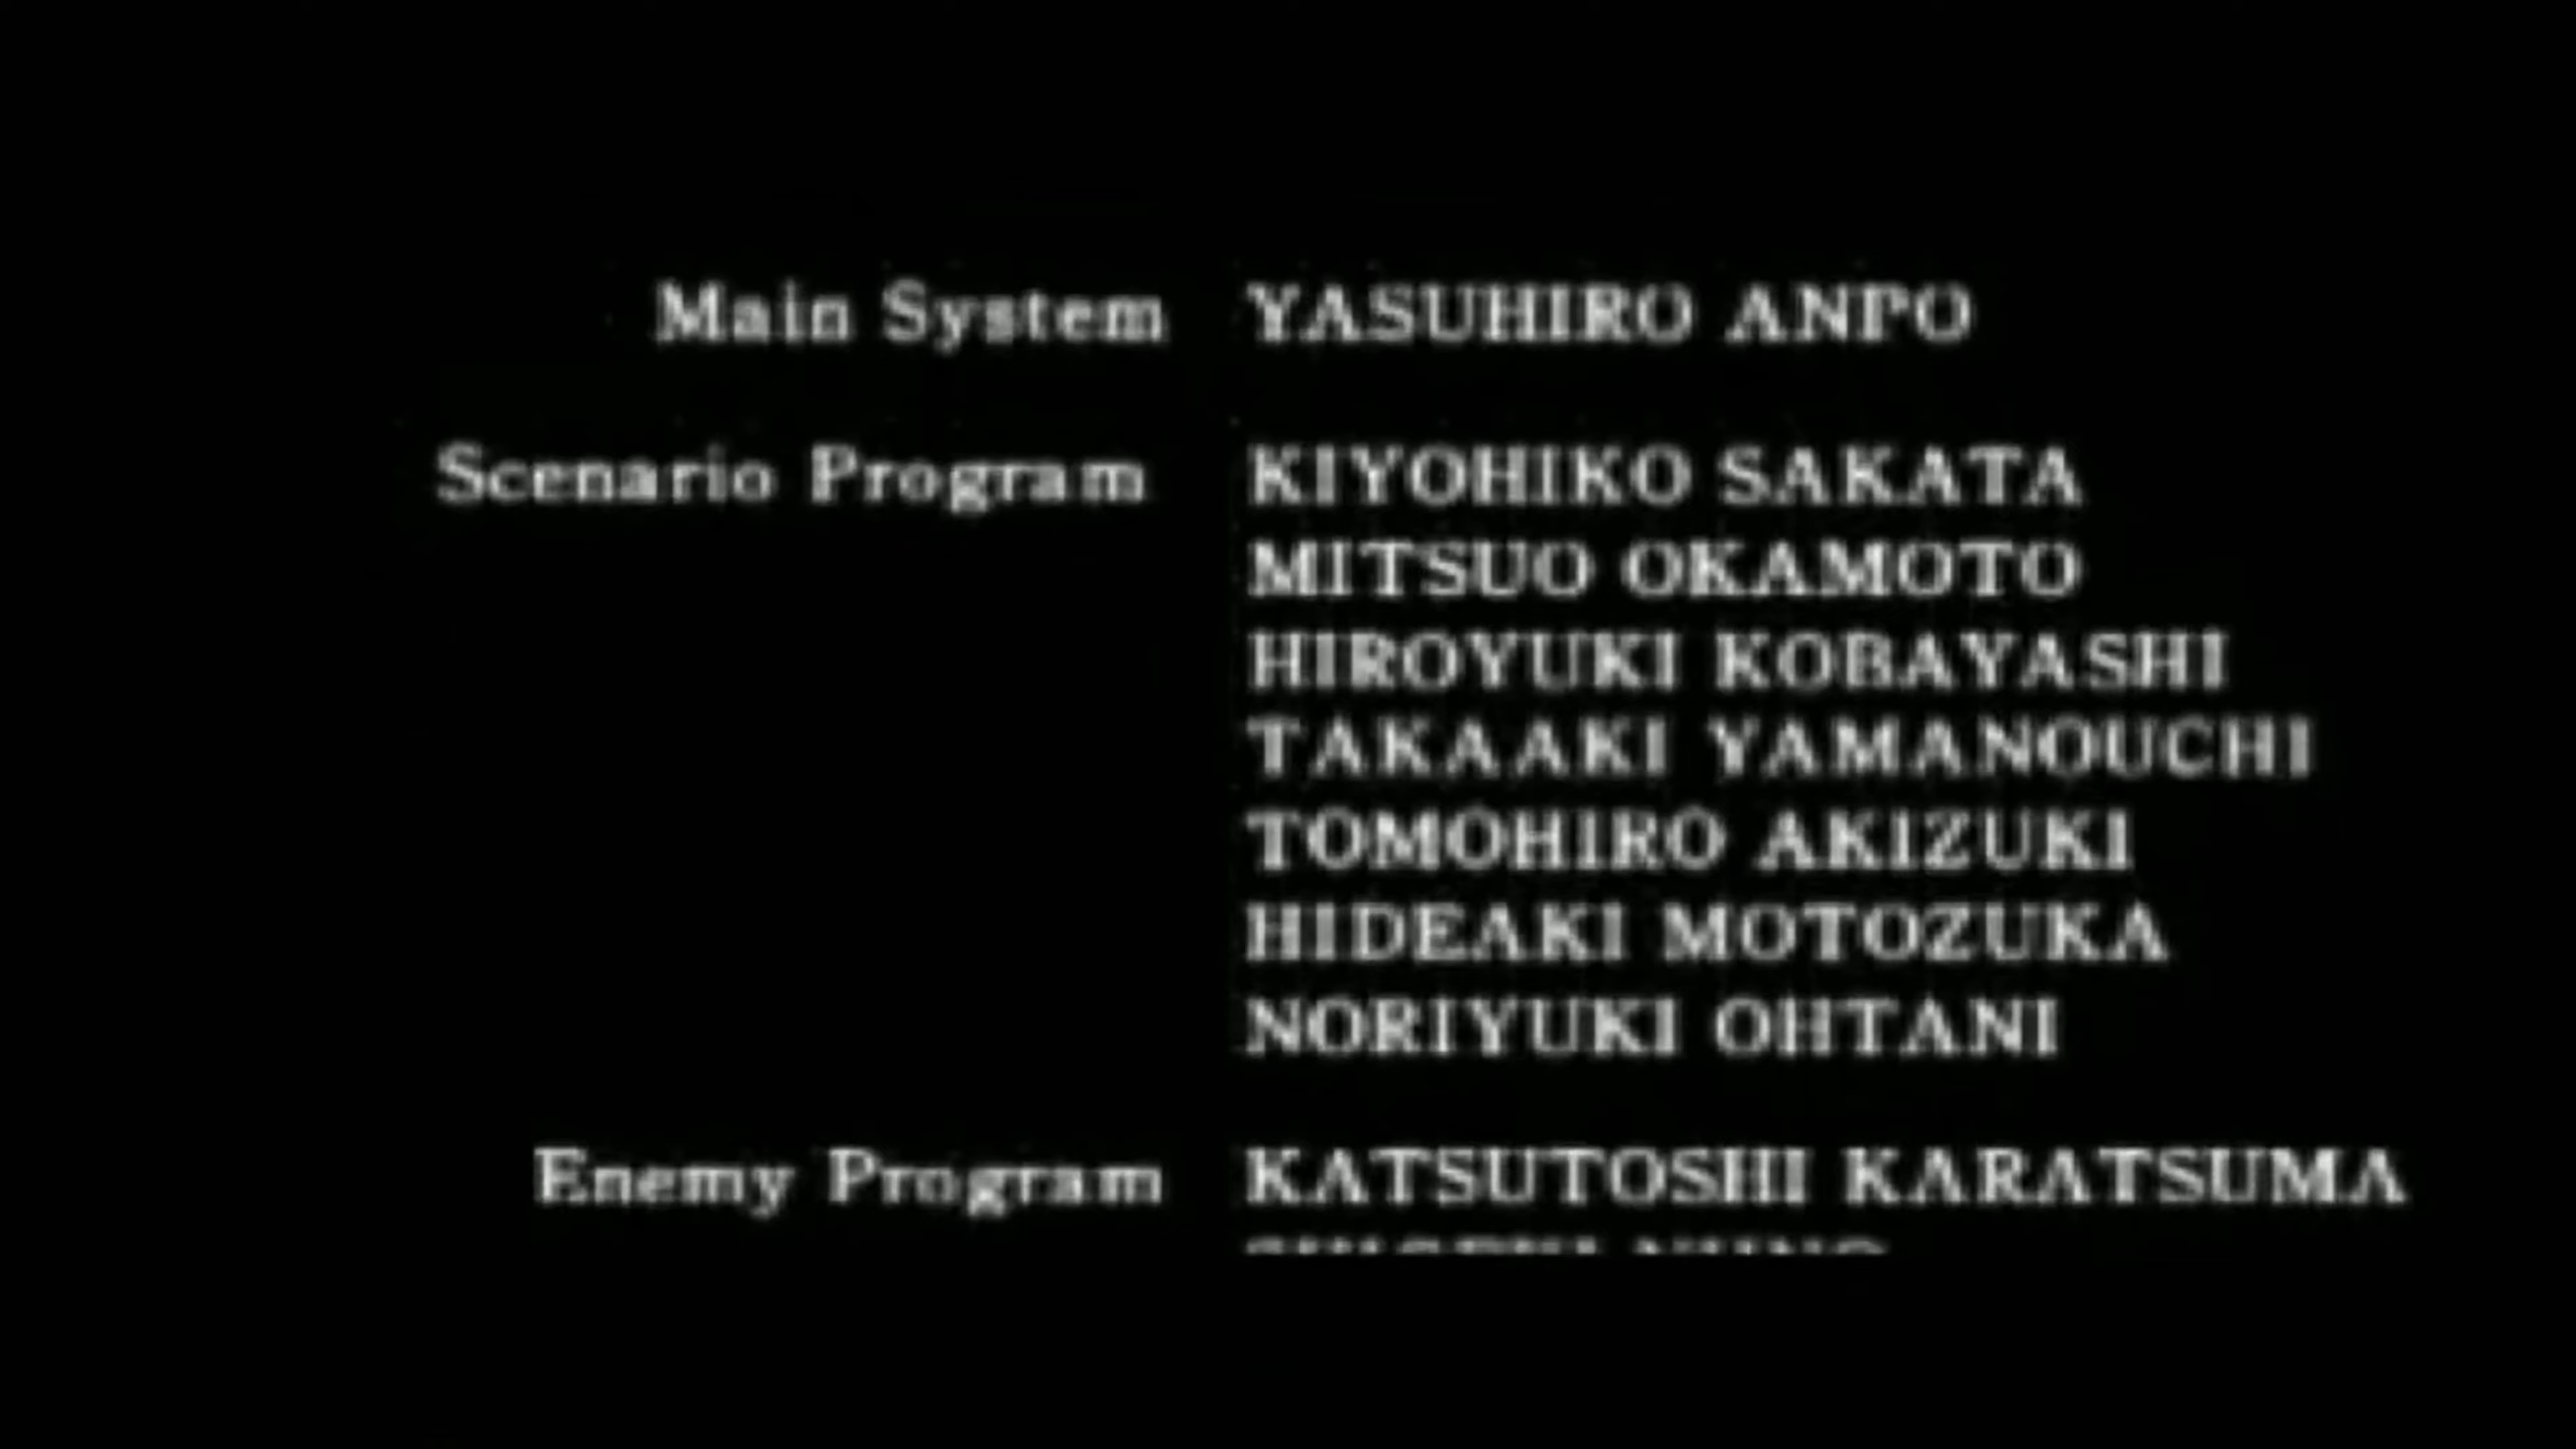 Main System YASUHIRO ANPO
Scenario Program KIYOHIKO SAKATA
MITSUO OKAMOTO
HIROYUKI KOBAYASHI
TAKAAKI YAMANOUCHI
TOMOHIRO AKIZUKI
HIDEAKI MOTOZUKA
NORIYUKI OHTANI
Enemy Program KATSUTOSHI KARATSUMA